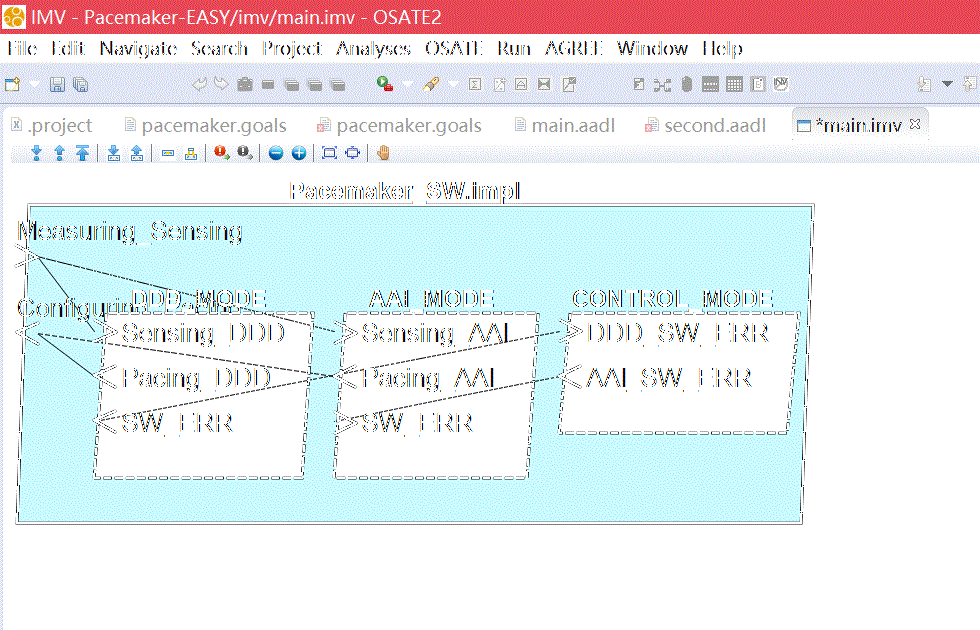 IMV - Pacemaker-EASY/imv/main.imv - OSATE2
File Edit Navigate Search Project Analyses OSATE Run AGREE Window Help
.project pacemaker.goals pacemaker.goals main.aadl second.aadl *main.imv
Pacemaker_SW.impl
Measuring_Sensing
DDD_MODE AAI_MODE CONTROL_MODE
Sensing_DDD Sensing_AAI DDD_SW_ERR
Pacing_DDD Pacing_AAI AAI_SW_ERR
SW_ERR SW_ERR